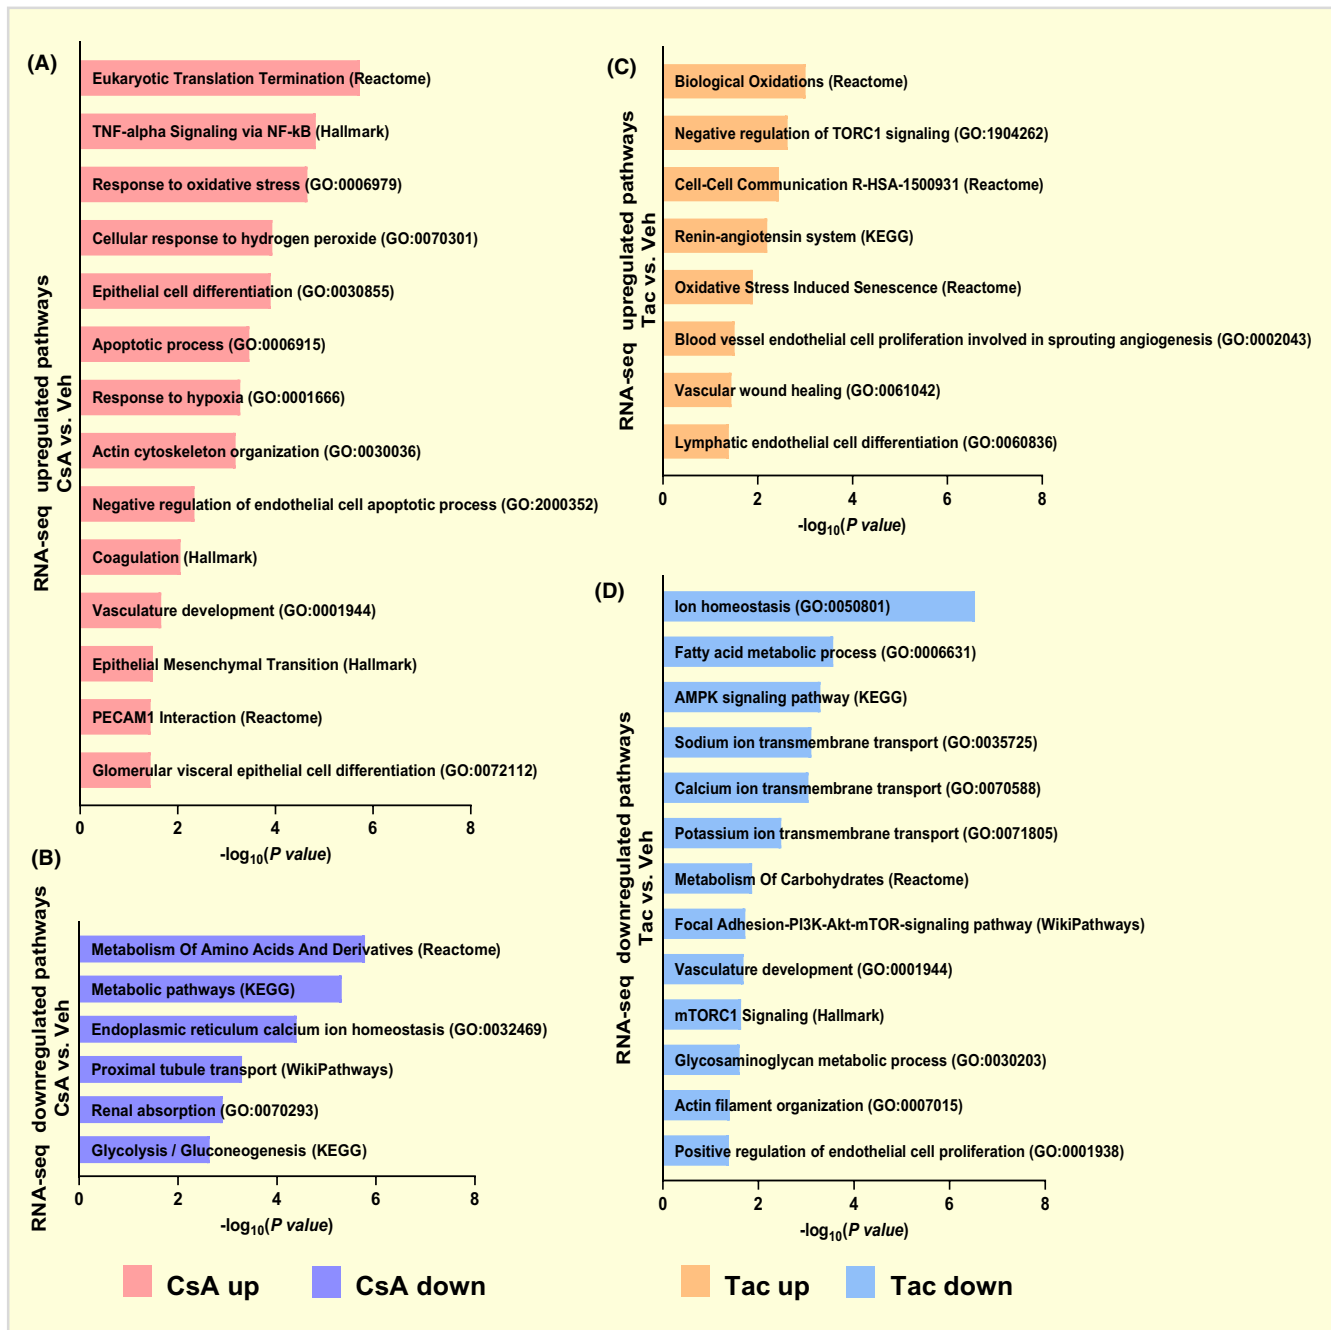 (A)
RNA-seq upregulated pathways
CsA vs. Veh
Eukaryotic Translation Termination (Reactome)
TNF-alpha Signaling via NF-kB (Hallmark)
Response to oxidative stress (GO:0006979)
Cellular response to hydrogen peroxide (GO:0070301)
Epithelial cell differentiation (GO:0030855)
Apoptotic process (GO:0006915)
Response to hypoxia (GO:0001666)
Actin cytoskeleton organization (GO:0030036)
Negative regulation of endothelial cell apoptotic process (GO:2000352)
Coagulation (Hallmark)
Vasculature development (GO:0001944)
Epithelial Mesenchymal Transition (Hallmark)
PECAM1 Interaction (Reactome)
Glomerular visceral epithelial cell differentiation (GO:0072112)
0 2 4 6 8
-log10(P value)
(B)
RNA-seq downregulated pathways
CsA vs. Veh
Metabolism Of Amino Acids And Derivatives (Reactome)
Metabolic pathways (KEGG)
Endoplasmic reticulum calcium ion homeostasis (GO:0032469)
Proximal tubule transport (WikiPathways)
Renal absorption (GO:0070293)
Glycolysis / Gluconeogenesis (KEGG)
0 2 4 6 8
-log10(P value)
(C)
RNA-seq upregulated pathways
Tac vs. Veh
Biological Oxidations (Reactome)
Negative regulation of TORC1 signaling (GO:1904262)
Cell-Cell Communication R-HSA-1500931 (Reactome)
Renin-angiotensin system (KEGG)
Oxidative Stress Induced Senescence (Reactome)
Blood vessel endothelial cell proliferation involved in sprouting angiogenesis (GO:0002043)
Vascular wound healing (GO:0061042)
Lymphatic endothelial cell differentiation (GO:0060836)
0 2 4 6 8
-log10(P value)
(D)
RNA-seq downregulated pathways
Tac vs. Veh
Ion homeostasis (GO:0050801)
Fatty acid metabolic process (GO:0006631)
AMPK signaling pathway (KEGG)
Sodium ion transmembrane transport (GO:0035725)
Calcium ion transmembrane transport (GO:0070588)
Potassium ion transmembrane transport (GO:0071805)
Metabolism Of Carbohydrates (Reactome)
Focal Adhesion-PI3K-Akt-mTOR-signaling pathway (WikiPathways)
Vasculature development (GO:0001944)
mTORC1 Signaling (Hallmark)
Glycosaminoglycan metabolic process (GO:0030203)
Actin filament organization (GO:0007015)
Positive regulation of endothelial cell proliferation (GO:0001938)
0 2 4 6 8
-log10(P value)
CsA up
CsA down
Tac up
Tac down